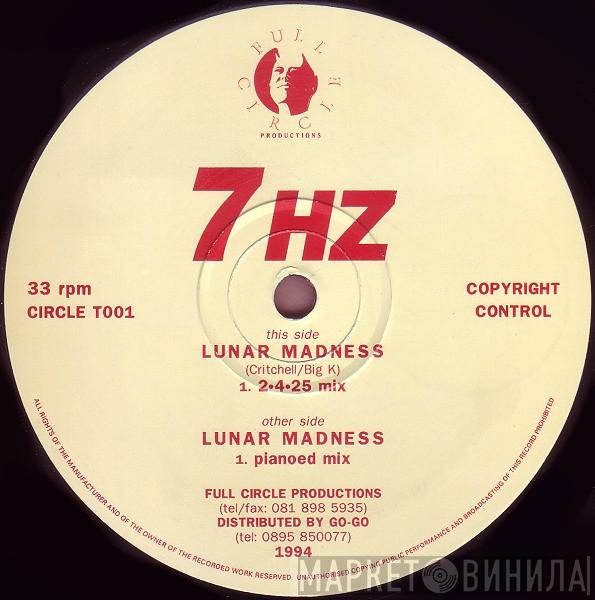 FULL CIRCLE
PRODUCTIONS
7HZ
33 rpm
CIRCLE T001
COPYRIGHT
CONTROL
this side
LUNAR MADNESS
(Critchell/Big K)
1. 2•4•25 mix
other side
LUNAR MADNESS
1. pianoed mix
FULL CIRCLE PRODUCTIONS
(tel/fax: 081 898 5935)
DISTRIBUTED BY GO-GO
(tel: 0895 850077)
1994
ALL RIGHTS OF THE MANUFACTURER AND OF THE OWNER OF THE RECORDED WORK RESERVED. UNAUTHORISED COPYING PUBLIC PERFORMANCE AND BROADCASTING OF THIS RECORD PROHIBITED
МАРКЕТ ВИНИЛА